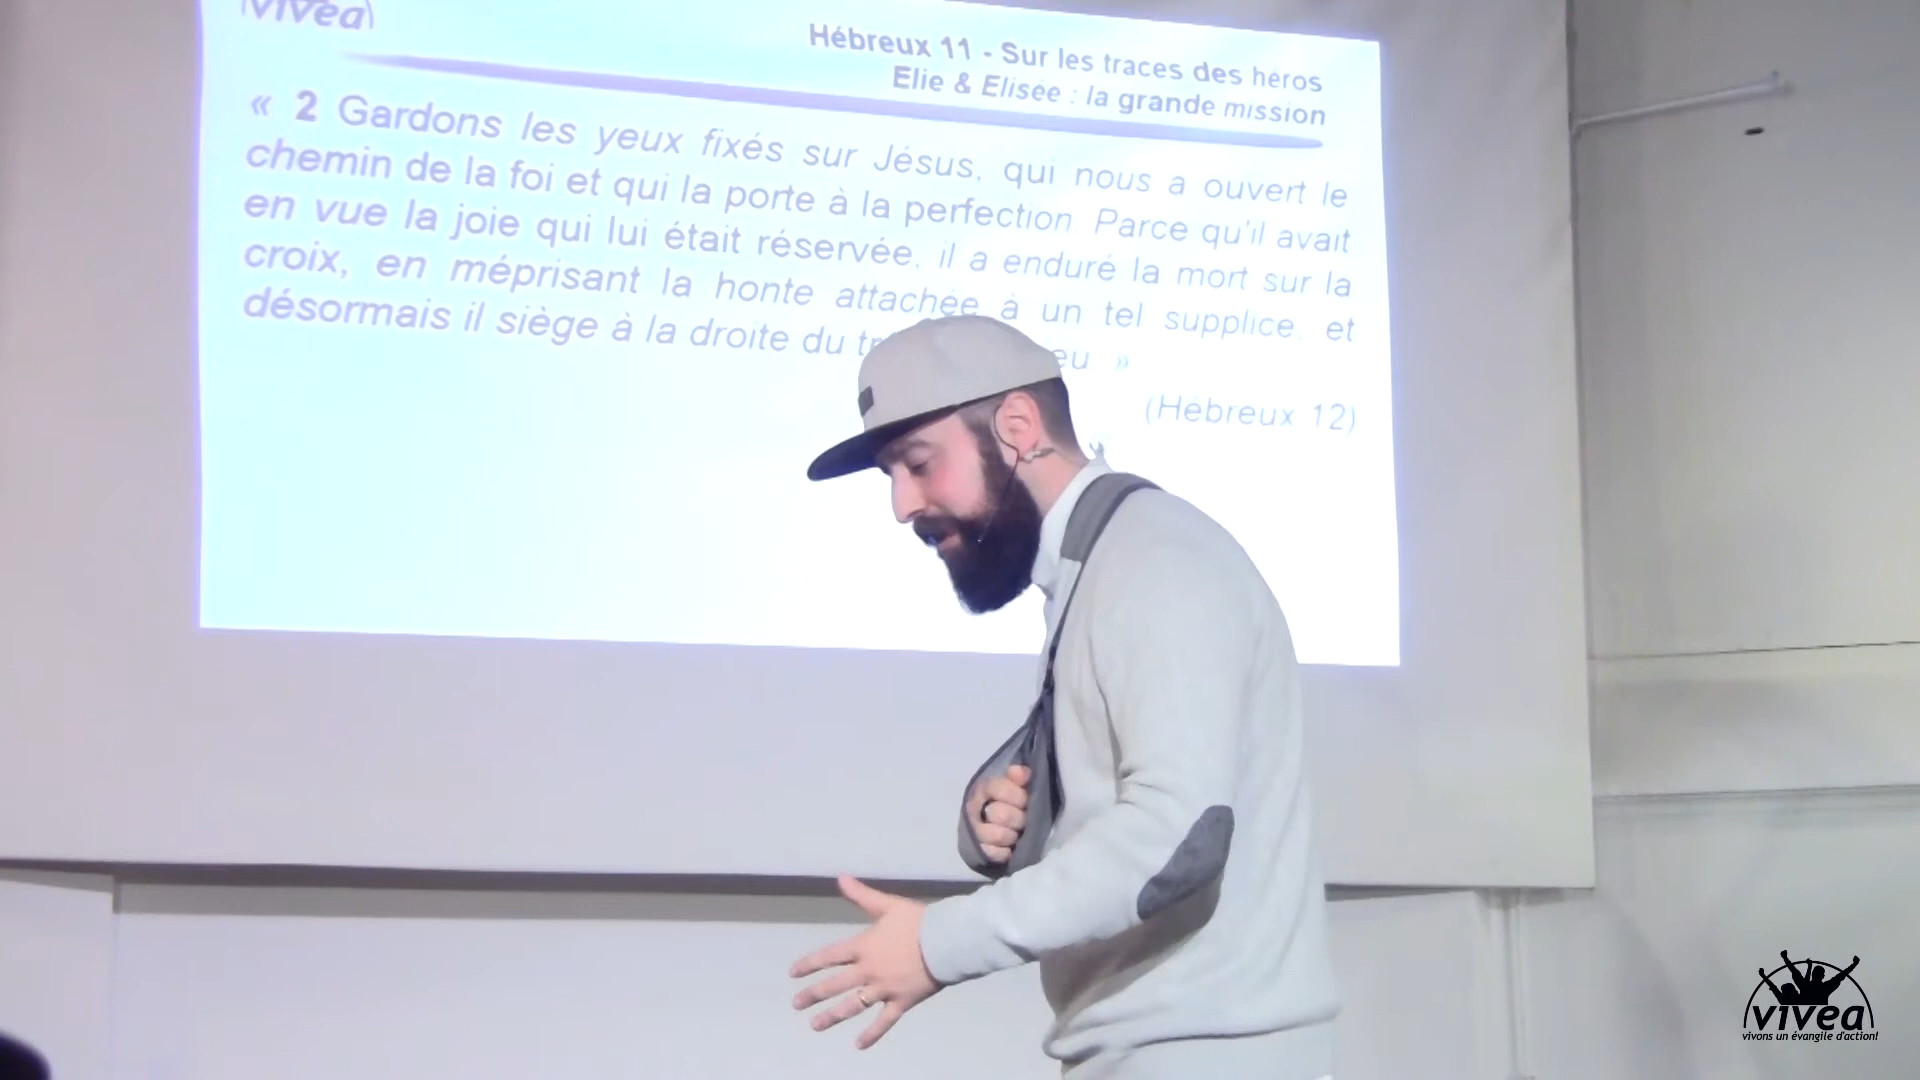 vivea
Hébreux 11 - Sur les traces des héros
Elie & Elisée : la grande mission
« 2 Gardons les yeux fixés sur Jésus, qui nous a ouvert le
chemin de la foi et qui la porte à la perfection. Parce qu'il avait
en vue la joie qui lui était réservée, il a enduré la mort sur la
croix, en méprisant la honte attachée à un tel supplice, et
désormais il siège à la droite du
»
(Hébreux 12)
vivea
vivons un évangile d'action!